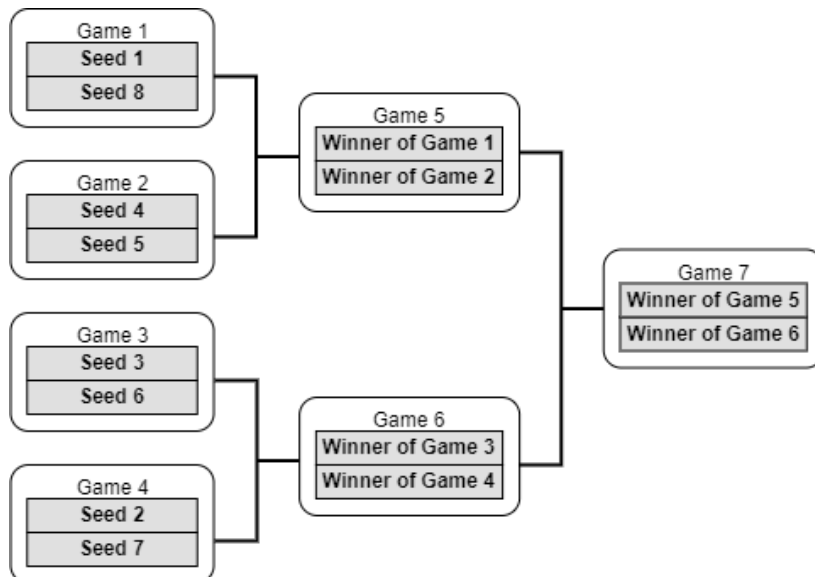 Game 1
Seed 1
Seed 8
Game 2
Seed 4
Seed 5
Game 3
Seed 3
Seed 6
Game 4
Seed 2
Seed 7
Game 5
Winner of Game 1
Winner of Game 2
Game 6
Winner of Game 3
Winner of Game 4
Game 7
Winner of Game 5
Winner of Game 6